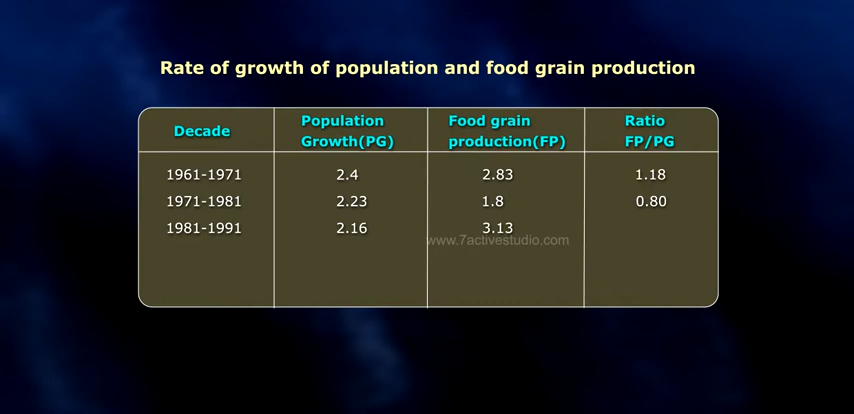 Rate of growth of population and food grain production
Decade Population Growth(PG) Food grain production(FP) Ratio FP/PG
1961-1971 2.4 2.83 1.18
1971-1981 2.23 1.8 0.80
1981-1991 2.16 3.13
www.7activestudio.com